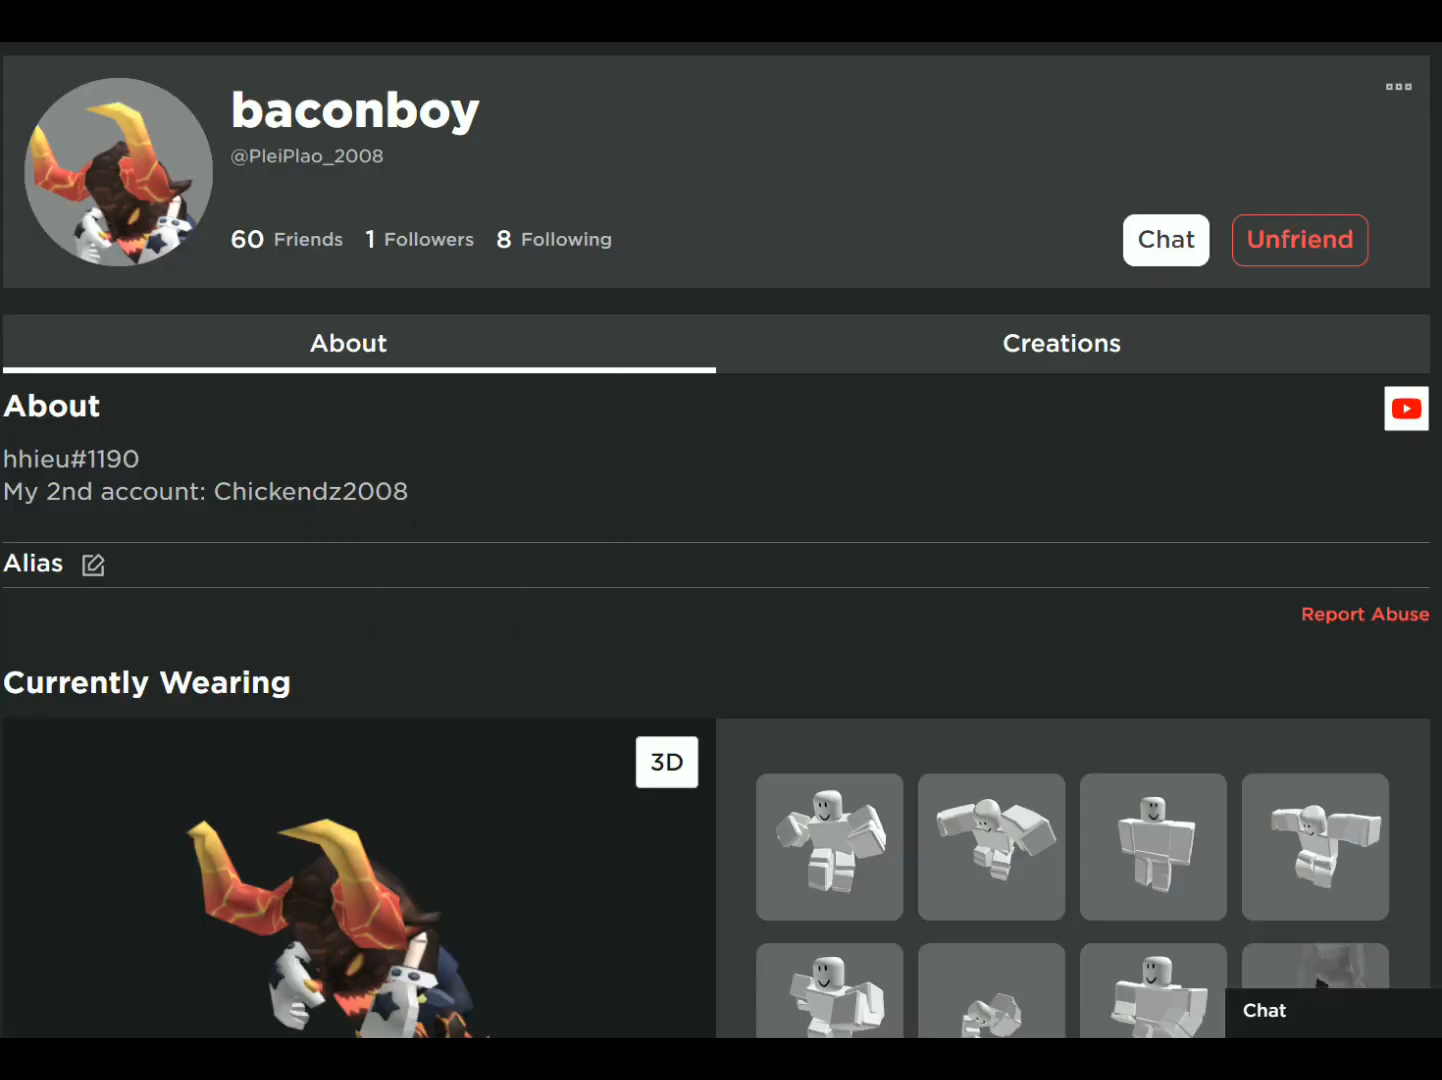 baconboy
@PleiPlao_2008
60 Friends 1 Followers 8 Following
Chat
Unfriend
About
Creations
About
hhieu#1190
My 2nd account: Chickendz2008
Alias
Report Abuse
Currently Wearing
3D
Chat